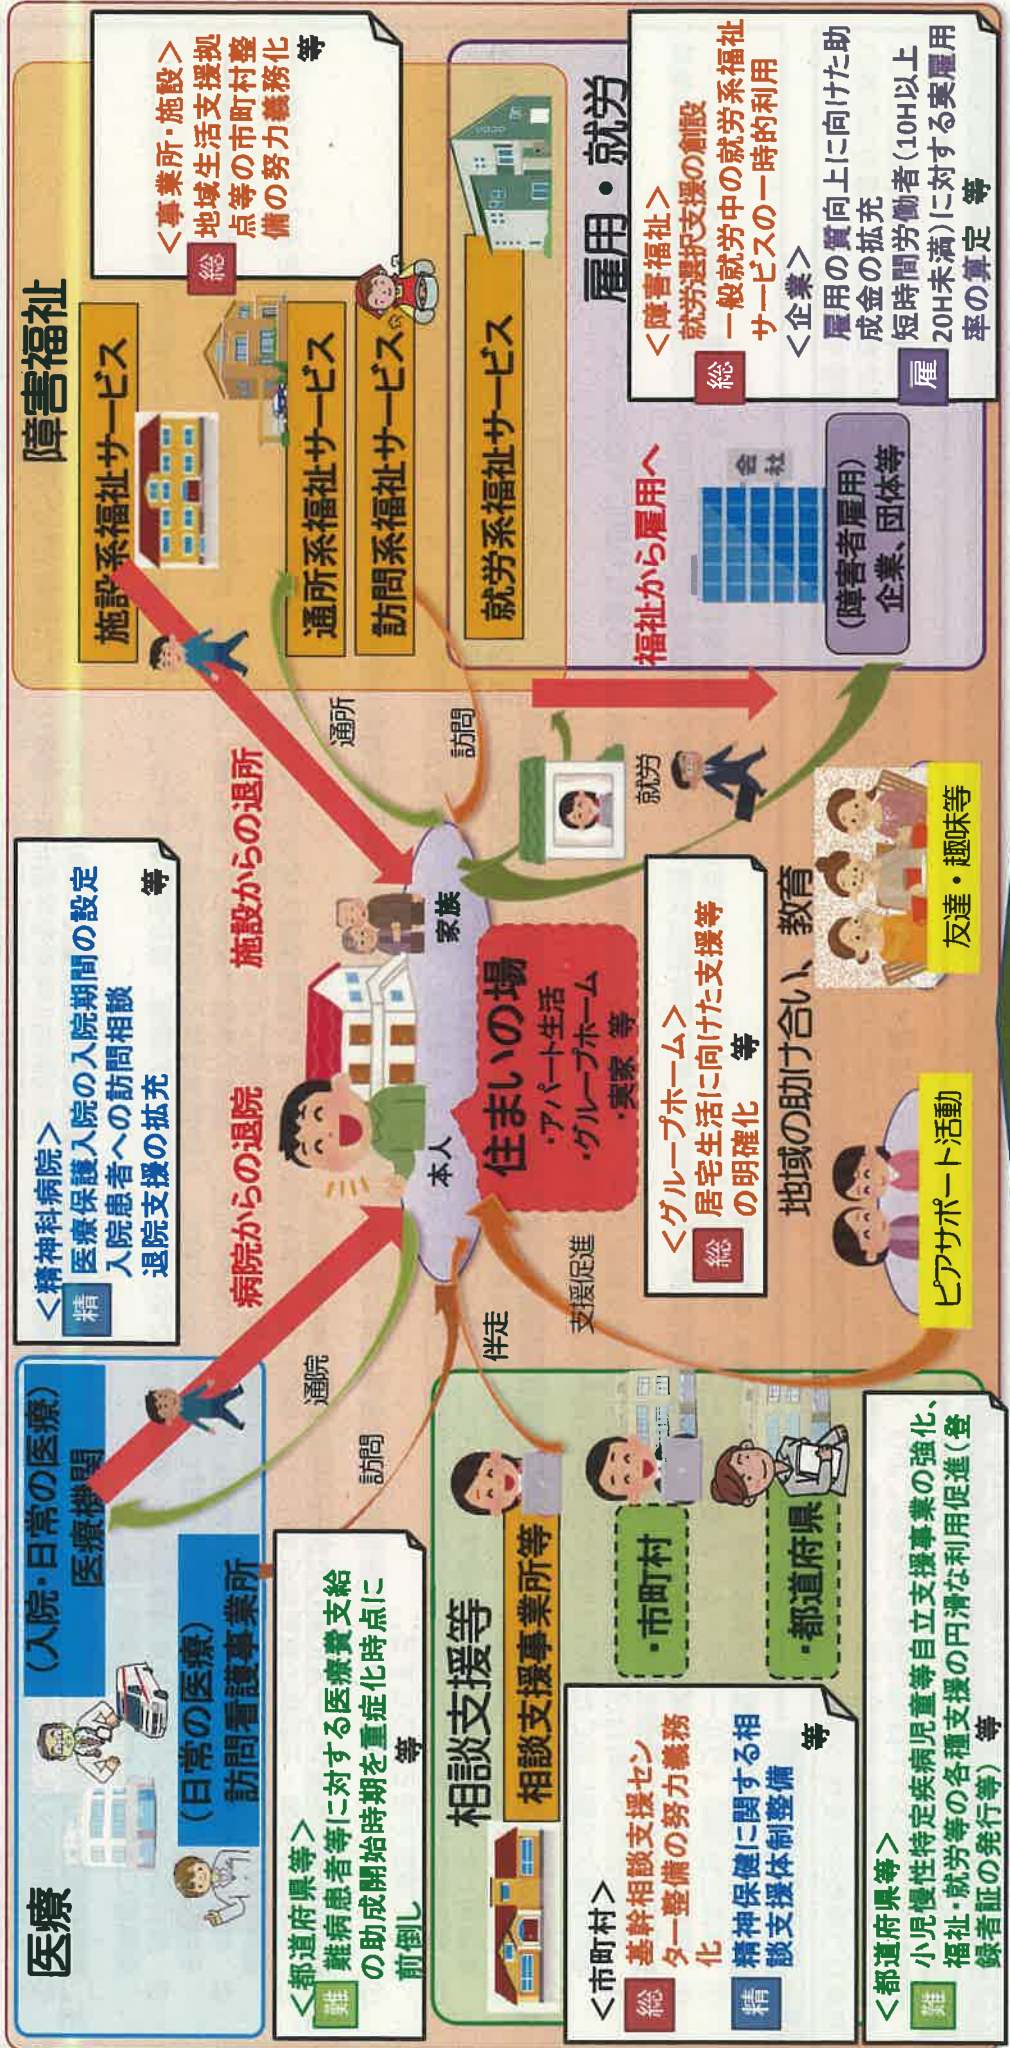 医療
(入院・日常の医療)
医療機関
(日常の医療)
訪問看護事業所
<精神科病院>
精
医療保護入院の入院期間の設定
入院患者への訪問相談
退院支援の拡充
等
障害福祉
施設系福祉サービス
通所系福祉サービス
訪問系福祉サービス
就労系福祉サービス
<事業所・施設>
総
地域生活支援拠
点等の市町村整
備の努力義務化
等
病院からの退院
施設からの退所
通院
訪問
通所
訪問
<都道府県等>
難
難病患者等に対する医療費支給
の助成開始時期を重症化時点に
前倒し
等
本人
家族
住まいの場
・アパート生活
・グループホーム
・実家 等
伴走
支援促進
就労
福祉から雇用へ
相談支援等
相談支援事業所等
・市町村
・都道府県
<市町村>
総
基幹相談支援セン
ター整備の努力義務
化
精
精神保健に関する相
談支援体制整備
等
<都道府県等>
難
小児慢性特定疾病児童等自立支援事業の強化、
福祉・就労等の各種支援の円滑な利用促進(登
録者証の発行等) 等
<グループホーム>
総
居宅生活に向けた支援等
の明確化
等
地域の助け合い、教育
ピアサポート活動
友達・趣味等
雇用・就労
会社
(障害者雇用)
企業、団体等
<障害福祉>
総
就労選択支援の創設
一般就労中の就労系福祉
サービスの一時的利用
<企業>
雇
雇用の質向上に向けた助
成金の拡充
短時間労働者(10H以上
20H未満)に対する実雇用
率の算定 等